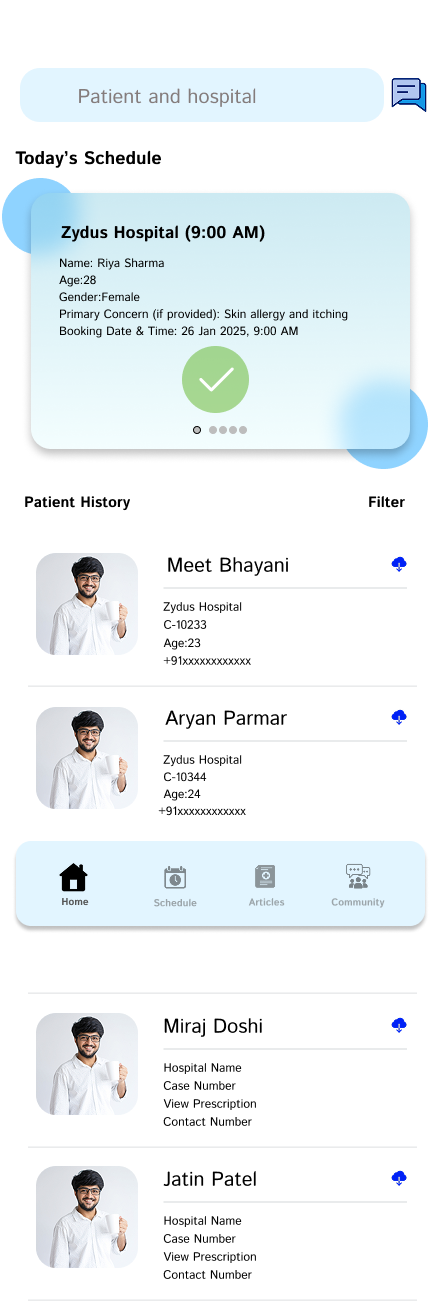 Patient and hospital
Today's Schedule
Zydus Hospital (9:00 AM)
Name: Riya Sharma
Age:28
Gender:Female
Primary Concern (if provided): Skin allergy and itching
Booking Date & Time: 26 Jan 2025, 9:00 AM
Patient History
Filter
Meet Bhayani
Zydus Hospital
C-10233
Age:23
+91xxxxxxxxxxxx
Aryan Parmar
Zydus Hospital
C-10344
Age:24
+91xxxxxxxxxxxx
Home
Schedule
Articles
Community
Miraj Doshi
Hospital Name
Case Number
View Prescription
Contact Number
Jatin Patel
Hospital Name
Case Number
View Prescription
Contact Number